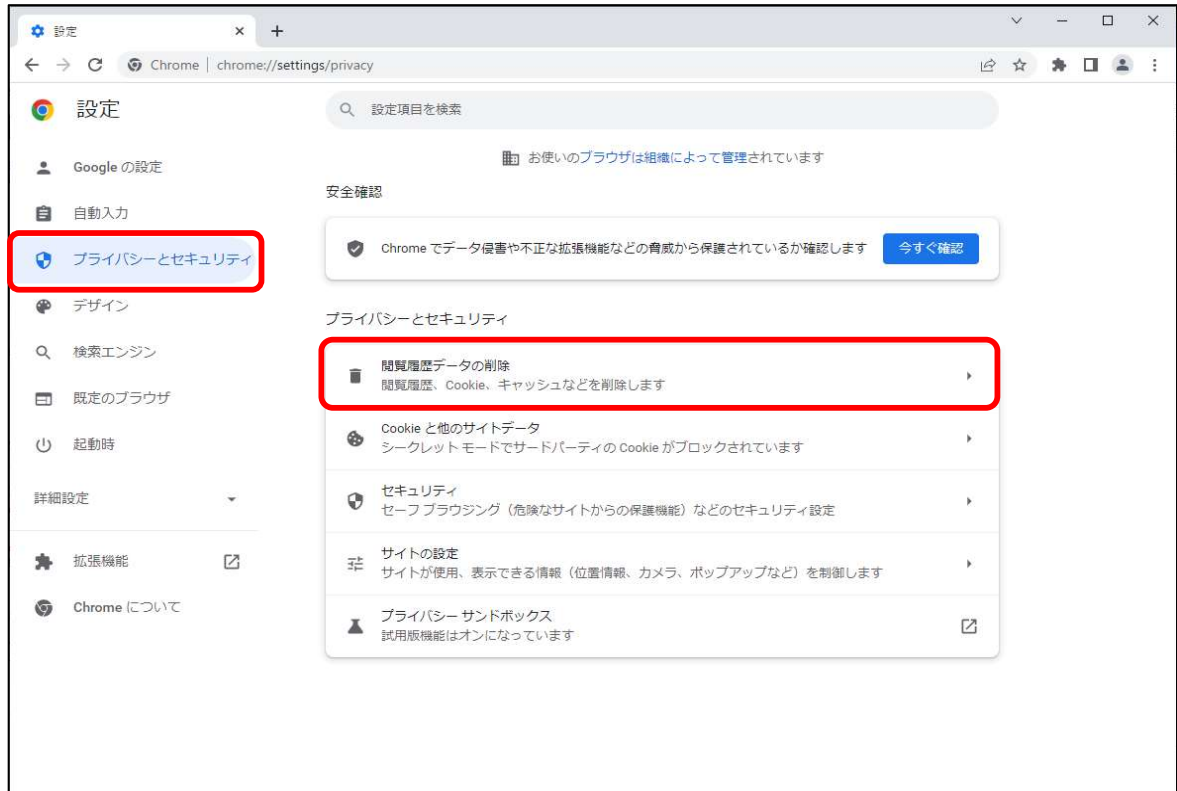 設定
Chrome | chrome://settings/privacy
設定
設定項目を検索
お使いのブラウザは組織によって管理されています
Google の設定
自動入力
プライバシーとセキュリティ
デザイン
検索エンジン
既定のブラウザ
起動時
詳細設定
拡張機能
Chrome について
安全確認
Chrome でデータ侵害や不正な拡張機能などの脅威から保護されているか確認します
今すぐ確認
プライバシーとセキュリティ
閲覧履歴データの削除
閲覧履歴、Cookie、キャッシュなどを削除します
Cookie と他のサイトデータ
シークレット モードでサードパーティの Cookie がブロックされています
セキュリティ
セーフ ブラウジング（危険なサイトからの保護機能）などのセキュリティ設定
サイトの設定
サイトが使用、表示できる情報（位置情報、カメラ、ポップアップなど）を制御します
プライバシー サンドボックス
試用版機能はオンになっています